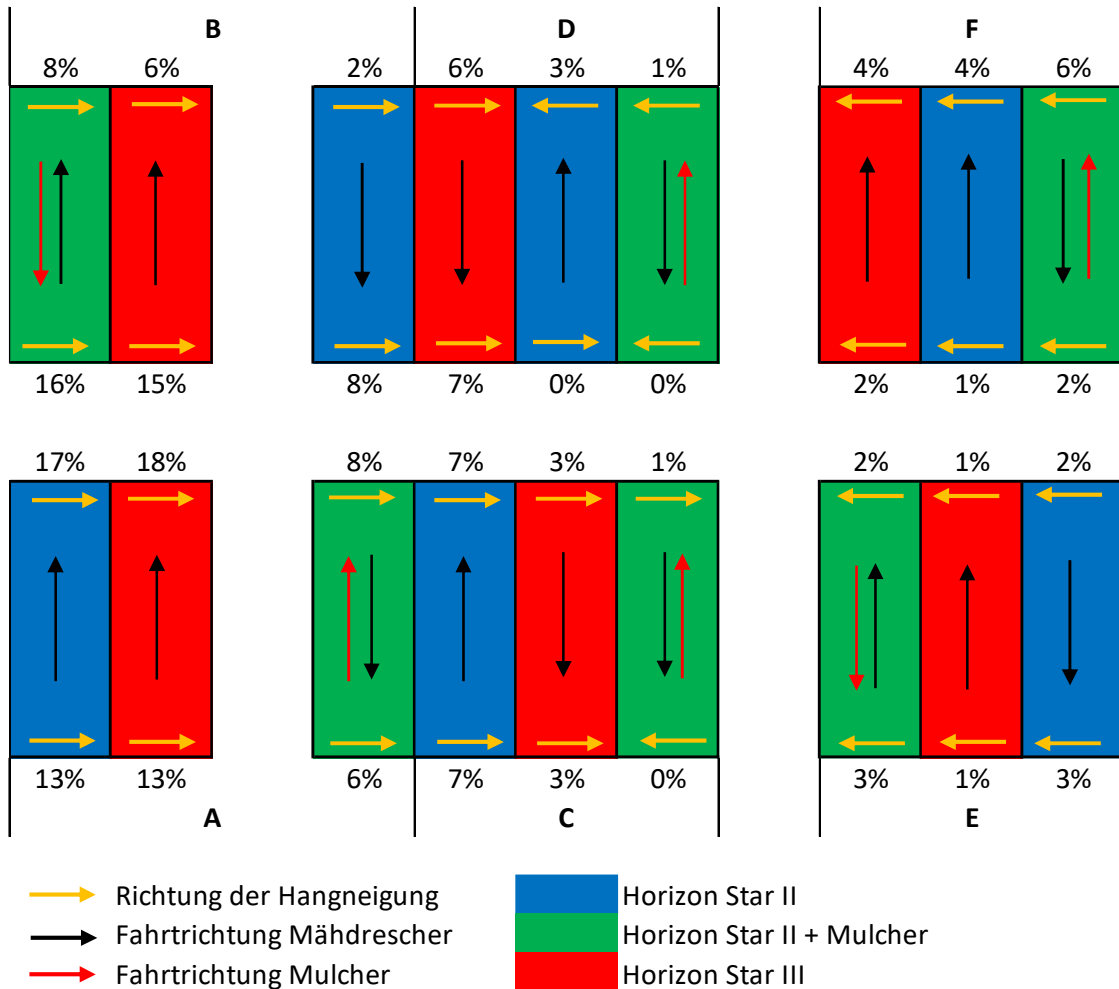 B D F
8% 6% 2% 6% 3% 1% 4% 4% 6%
16% 15% 8% 7% 0% 0% 2% 1% 2%
17% 18% 8% 7% 3% 1% 2% 1% 2%
13% 13% 6% 7% 3% 0% 3% 1% 3%
A C E
Richtung der Hangneigung Horizon Star II
Fahrtrichtung Mähdrescher Horizon Star II + Mulcher
Fahrtrichtung Mulcher Horizon Star III